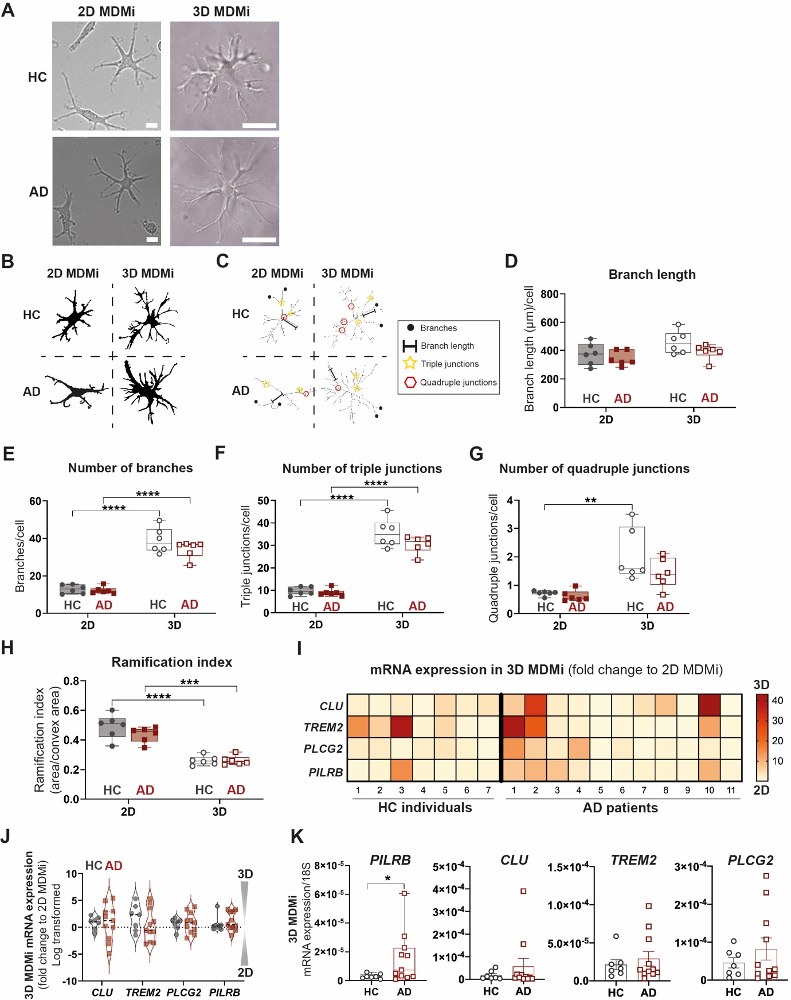 A
2D MDMi
3D MDMi
HC
AD
B
2D MDMi
3D MDMi
HC
AD
C
2D MDMi
3D MDMi
HC
AD
Branches
Branch length
Triple junctions
Quadruple junctions
D
Branch length
Branch length (µm)/cell
800
600
400
200
0
HC
AD
HC
AD
2D
3D
E
Number of branches
Branches/cell
60
40
20
0
****
****
HC
AD
HC
AD
2D
3D
F
Number of triple junctions
Triple junctions/cell
50
40
30
20
10
0
****
****
HC
AD
HC
AD
2D
3D
G
Number of quadruple junctions
Quadruple junctions/cell
4
3
2
1
0
**
HC
AD
HC
AD
2D
3D
H
Ramification index
Ramification index
(area/convex area)
0.8
0.6
0.4
0.2
0.0
***
****
HC
AD
HC
AD
2D
3D
I
mRNA expression in 3D MDMi (fold change to 2D MDMi)
CLU
TREM2
PLCG2
PILRB
1 2 3 4 5 6 7 1 2 3 4 5 6 7 8 9 10 11
HC individuals
AD patients
3D
40
30
20
10
2D
J
3D MDMi mRNA expression
(fold change to 2D MDMi)
Log transformed
HC AD
10
5
0
-5
-10
3D
2D
CLU TREM2 PLCG2 PILRB
K
3D MDMi
mRNA expression/18S
PILRB
8×10-5
6×10-5
4×10-5
2×10-5
0
*
HC AD
CLU
5×10-4
4×10-4
3×10-4
2×10-4
1×10-4
0
HC AD
TREM2
1.5×10-4
1.0×10-4
5.0×10-5
0.0
HC AD
PLCG2
3×10-4
2×10-4
1×10-4
0
HC AD